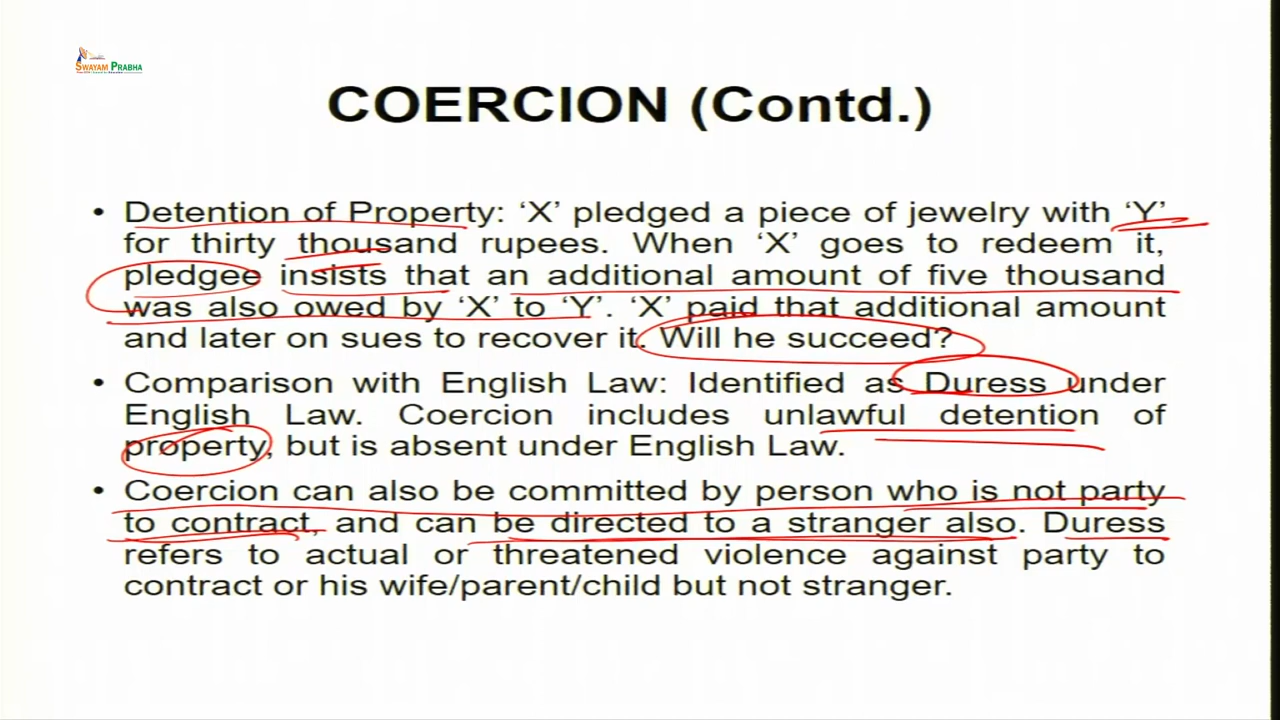 SWAYAM PRABHA
COERCION (Contd.)
• Detention of Property: ‘X’ pledged a piece of jewelry with ‘Y’
for thirty thousand rupees. When ‘X’ goes to redeem it,
pledgee insists that an additional amount of five thousand
was also owed by ‘X’ to ‘Y’. ‘X’ paid that additional amount
and later on sues to recover it. Will he succeed?
• Comparison with English Law: Identified as Duress under
English Law. Coercion includes unlawful detention of
property, but is absent under English Law.
• Coercion can also be committed by person who is not party
to contract, and can be directed to a stranger also. Duress
refers to actual or threatened violence against party to
contract or his wife/parent/child but not stranger.